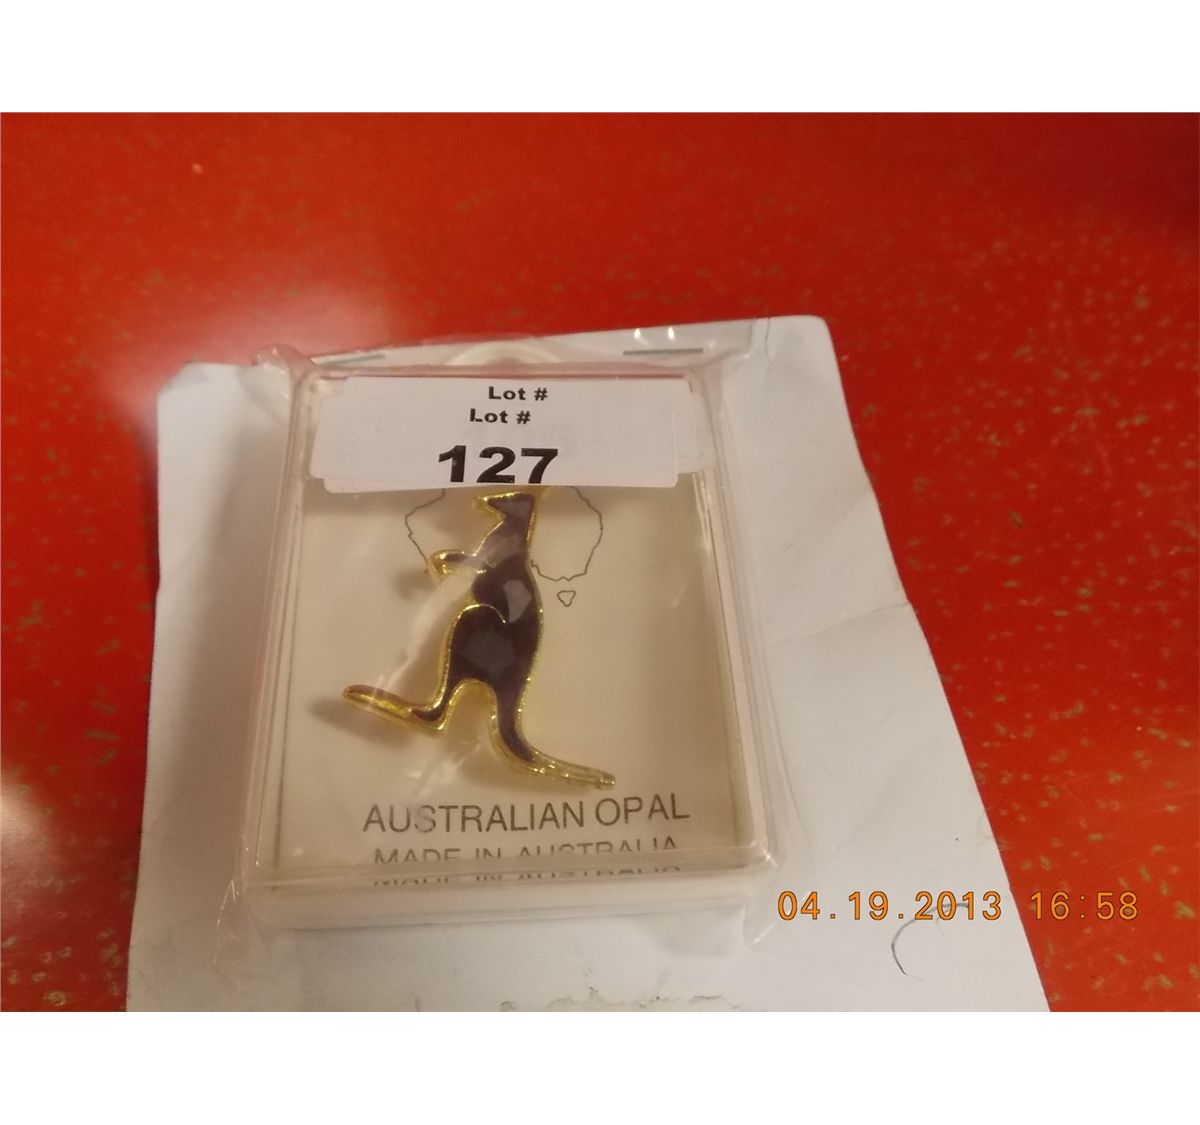 Lot #
Lot #
127
AUSTRALIAN OPAL
MADE IN AUSTRALIA
04.19.2013 16:58